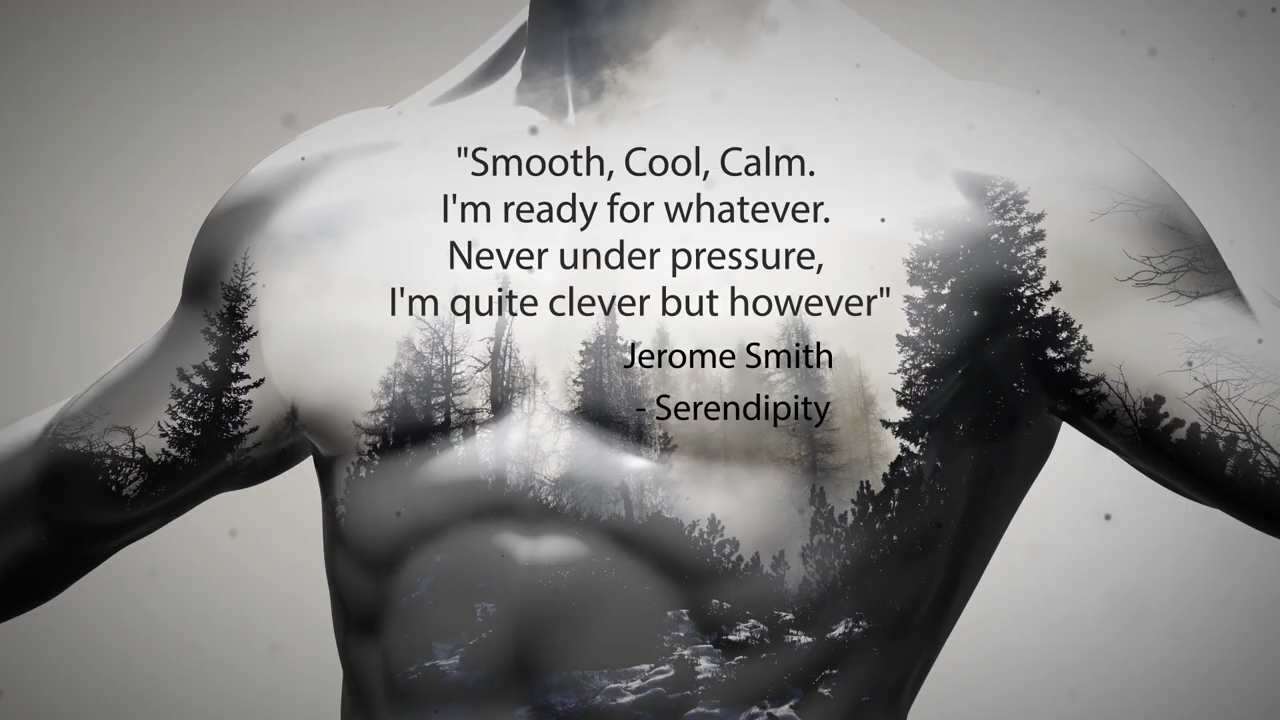 "Smooth, Cool, Calm.
I'm ready for whatever.
Never under pressure,
I'm quite clever but however"
Jerome Smith
- Serendipity